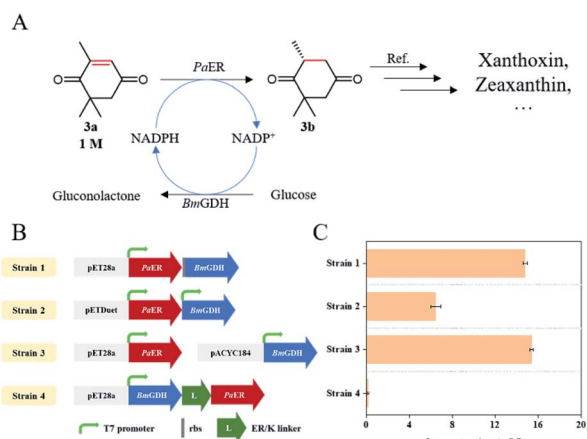 A
O
O
PaER
O
O
Ref.
Xanthoxin,
Zeaxanthin,
...
3a
1 M
3b
NADPH
NADP+
Gluconolactone
Glucose
BmGDH
B
C
Strain 1
pET28a
PaER
BmGDH
Strain 2
pETDuet
PaER
BmGDH
Strain 3
pET28a
PaER
pACYC184
BmGDH
Strain 4
pET28a
BmGDH
L
PaER
T7 promoter
rbs
L
ER/K linker
Strain 1
Strain 2
Strain 3
Strain 4
0
4
8
12
16
20